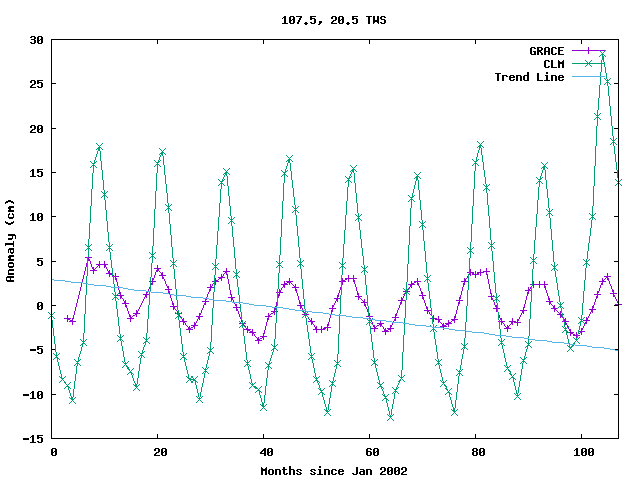 107.5, 20.5 TWS
GRACE
CLM
Trend Line
30
25
20
15
10
5
0
-5
-10
-15
Anomaly (cm)
0 20 40 60 80 100
Months since Jan 2002